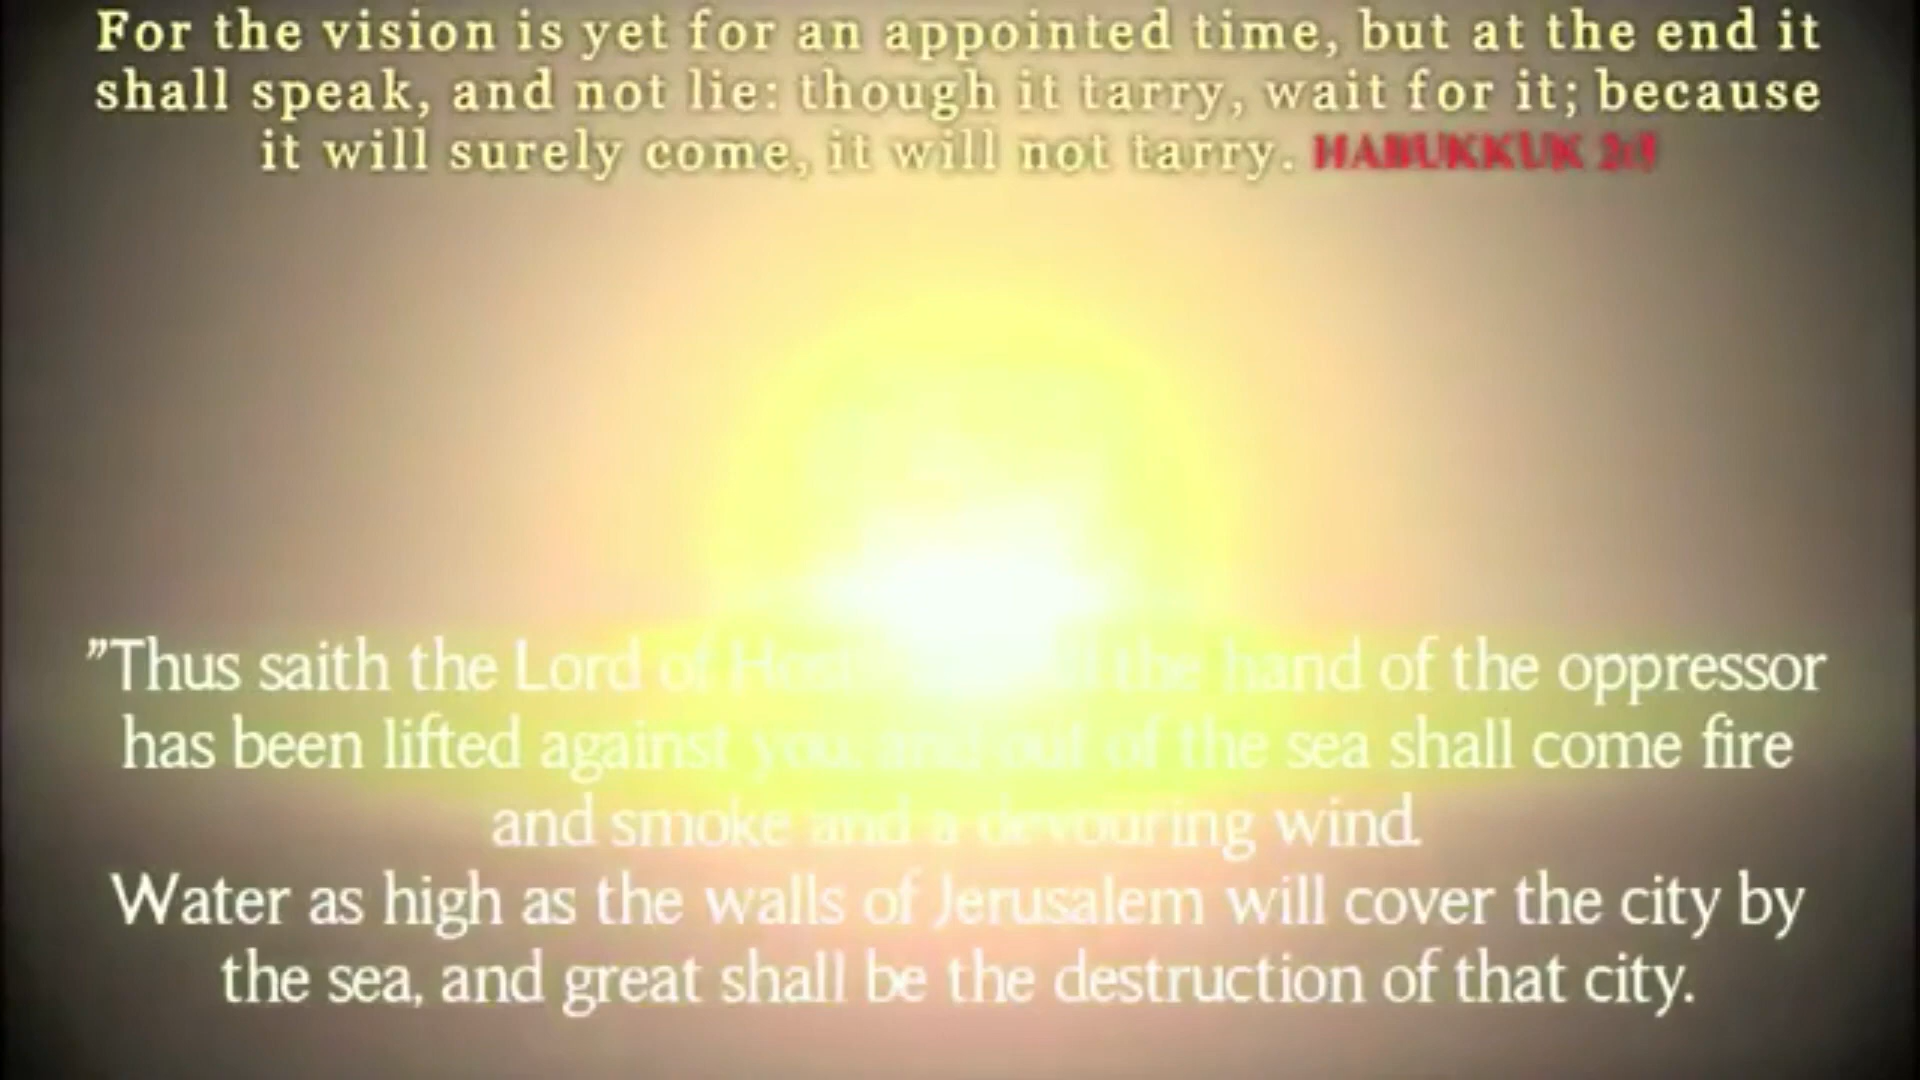 For the vision is yet for an appointed time, but at the end it
shall speak, and not lie: though it tarry, wait for it; because
it will surely come, it will not tarry. HABUKKUK
"Thus saith the Lord of the hand of the oppressor
has been lifted against you, and out of the sea shall come fire
and smoke and a devouring wind.
Water as high as the walls of Jerusalem will cover the city by
the sea, and great shall be the destruction of that city.